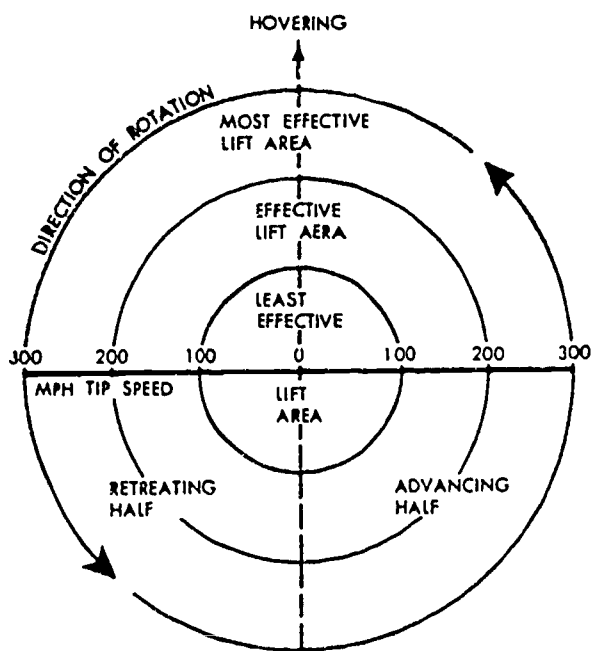 HOVERING
DIRECTION OF ROTATION
MOST EFFECTIVE
LIFT AREA
EFFECTIVE
LIFT AERA
LEAST
EFFECTIVE
300 200 100 0 100 200 300
MPH TIP SPEED
LIFT
AREA
RETREATING
HALF
ADVANCING
HALF